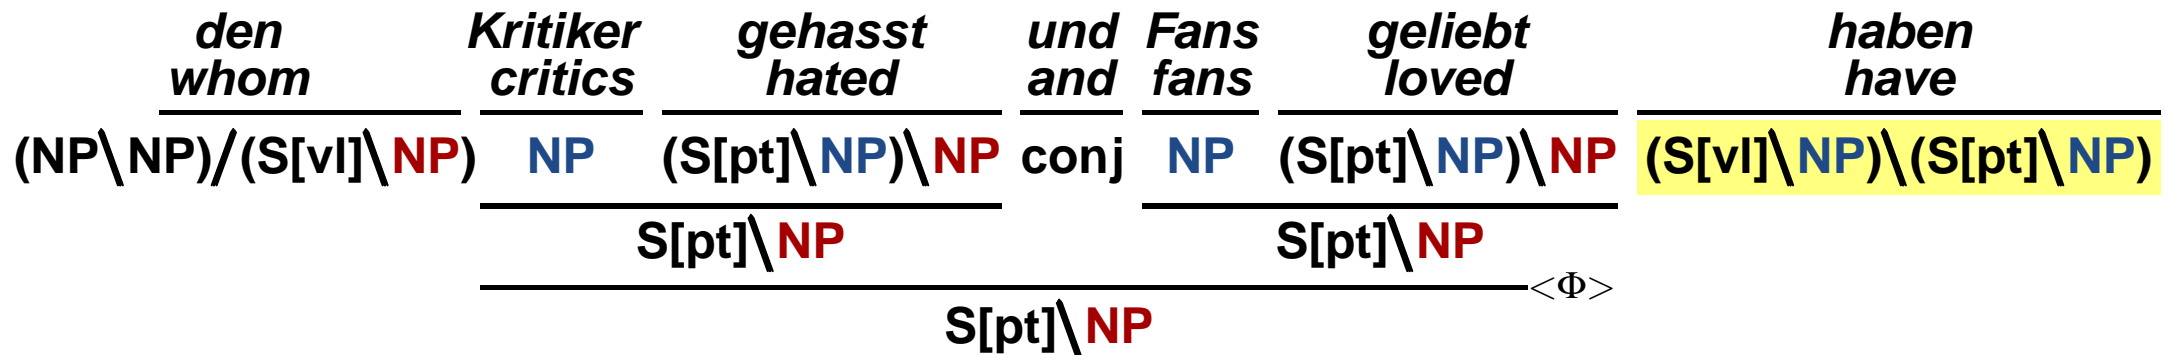 den Kritiker gehasst und Fans geliebt haben
whom critics hated and fans loved have
(NP\NP)/(S[vl]\NP) NP (S[pt]\NP)\NP conj NP (S[pt]\NP)\NP (S[vl]\NP)\(S[pt]\NP)
S[pt]\NP S[pt]\NP
<Φ>
S[pt]\NP